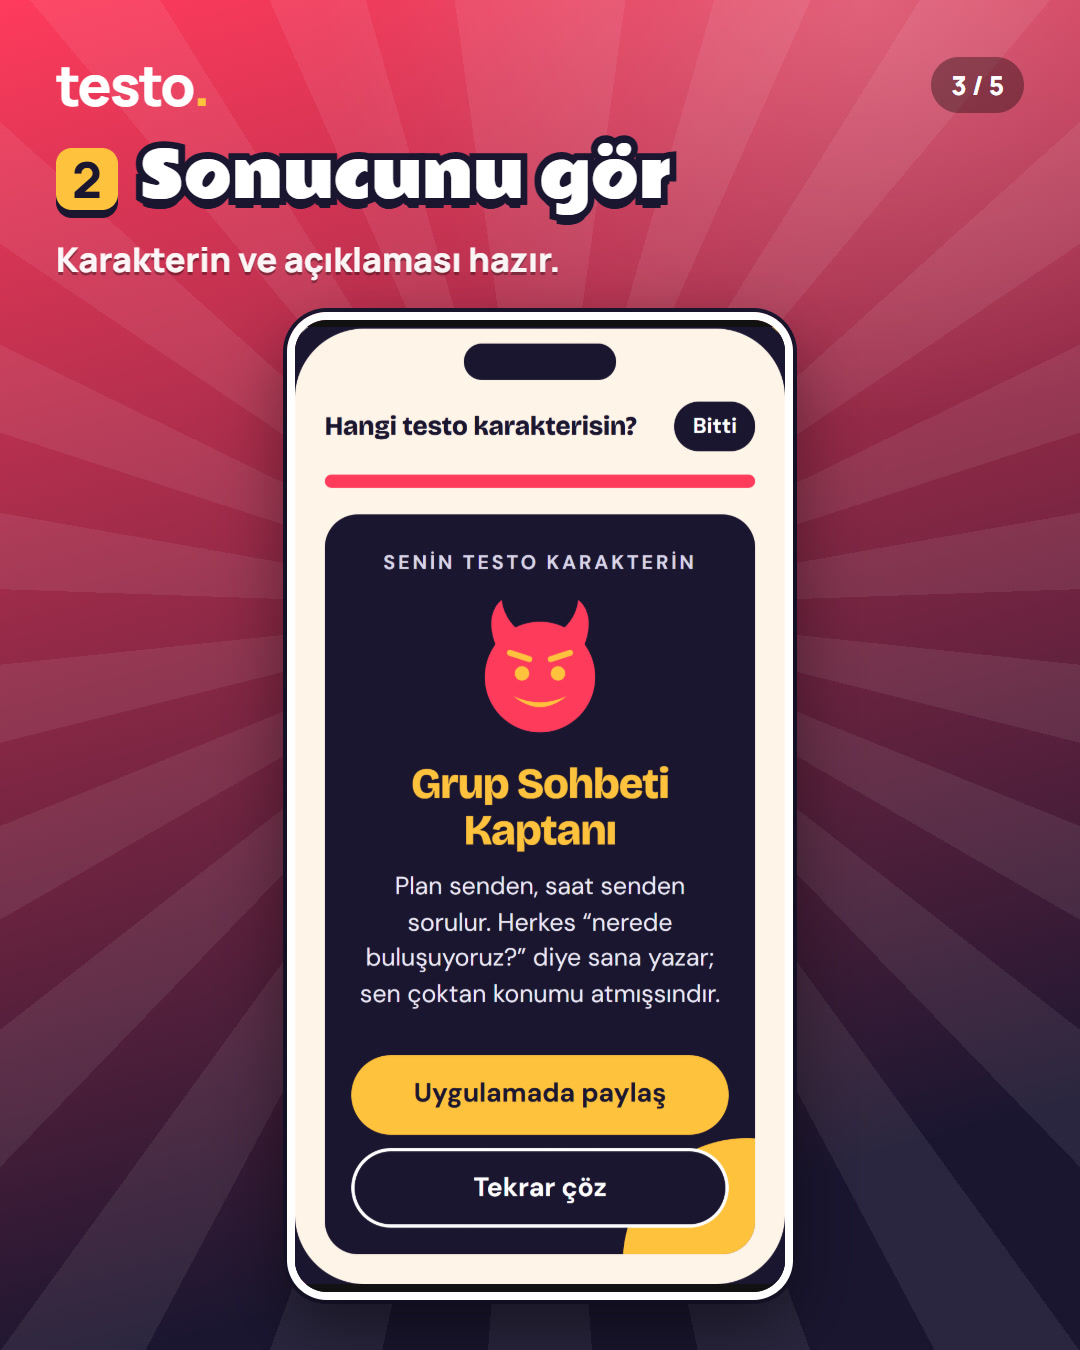 testo.
3 / 5
2 Sonucunu gör
Karakterin ve açıklaması hazır.
Hangi testo karakterisin?
Bitti
SENİN TESTO KARAKTERİN
Grup Sohbeti
Kaptanı
Plan senden, saat senden
sorulur. Herkes “nerede
buluşuyoruz?” diye sana yazar;
sen çoktan konumu atmışsındır.
Uygulamada paylaş
Tekrar çöz